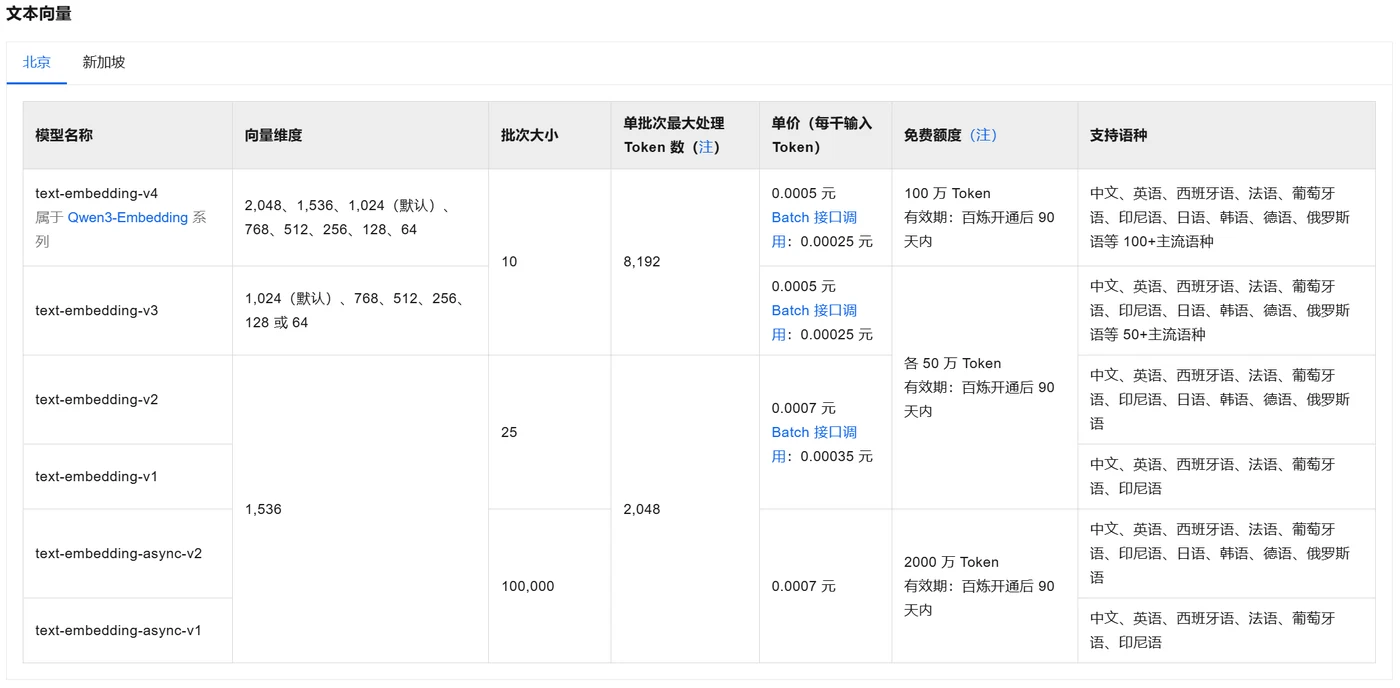 文本向量
北京
新加坡
模型名称
向量维度
批次大小
单批次最大处理
Token 数（注）
单价（每千输入
Token）
免费额度（注）
支持语种
text-embedding-v4
属于 Qwen3-Embedding 系
列
2,048、1,536、1,024（默认）、
768、512、256、128、64
10
8,192
0.0005 元
Batch 接口调
用：0.00025 元
100 万 Token
有效期：百炼开通后 90
天内
中文、英语、西班牙语、法语、葡萄牙
语、印尼语、日语、韩语、德语、俄罗斯
语等 100+主流语种
text-embedding-v3
1,024（默认）、768、512、256、
128 或 64
0.0005 元
Batch 接口调
用：0.00025 元
各 50 万 Token
有效期：百炼开通后 90
天内
中文、英语、西班牙语、法语、葡萄牙
语、印尼语、日语、韩语、德语、俄罗斯
语等 50+主流语种
text-embedding-v2
1,536
25
2,048
0.0007 元
Batch 接口调
用：0.00035 元
中文、英语、西班牙语、法语、葡萄牙
语、印尼语、日语、韩语、德语、俄罗斯
语
text-embedding-v1
中文、英语、西班牙语、法语、葡萄牙
语、印尼语
text-embedding-async-v2
100,000
0.0007 元
2000 万 Token
有效期：百炼开通后 90
天内
中文、英语、西班牙语、法语、葡萄牙
语、印尼语、日语、韩语、德语、俄罗斯
语
text-embedding-async-v1
中文、英语、西班牙语、法语、葡萄牙
语、印尼语